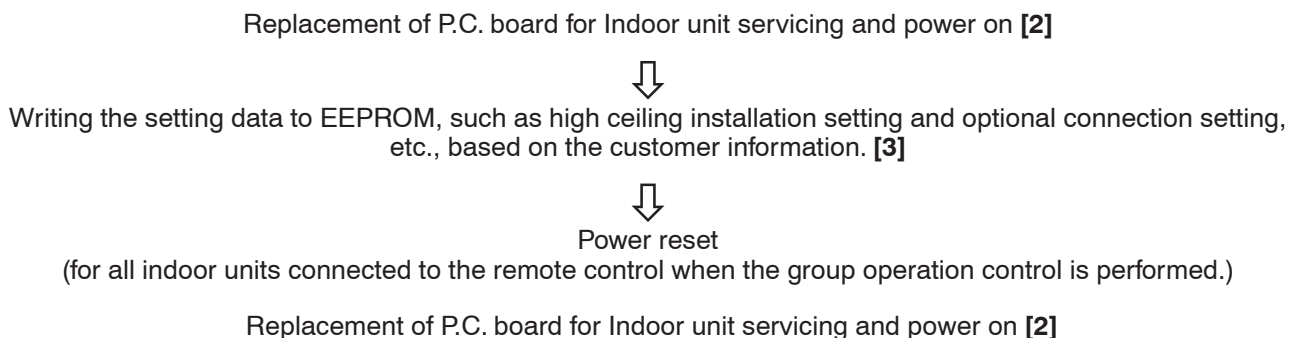 Replacement of P.C. board for Indoor unit servicing and power on [2]
Writing the setting data to EEPROM, such as high ceiling installation setting and optional connection setting,
etc., based on the customer information. [3]
Power reset
(for all indoor units connected to the remote control when the group operation control is performed.)
Replacement of P.C. board for Indoor unit servicing and power on [2]